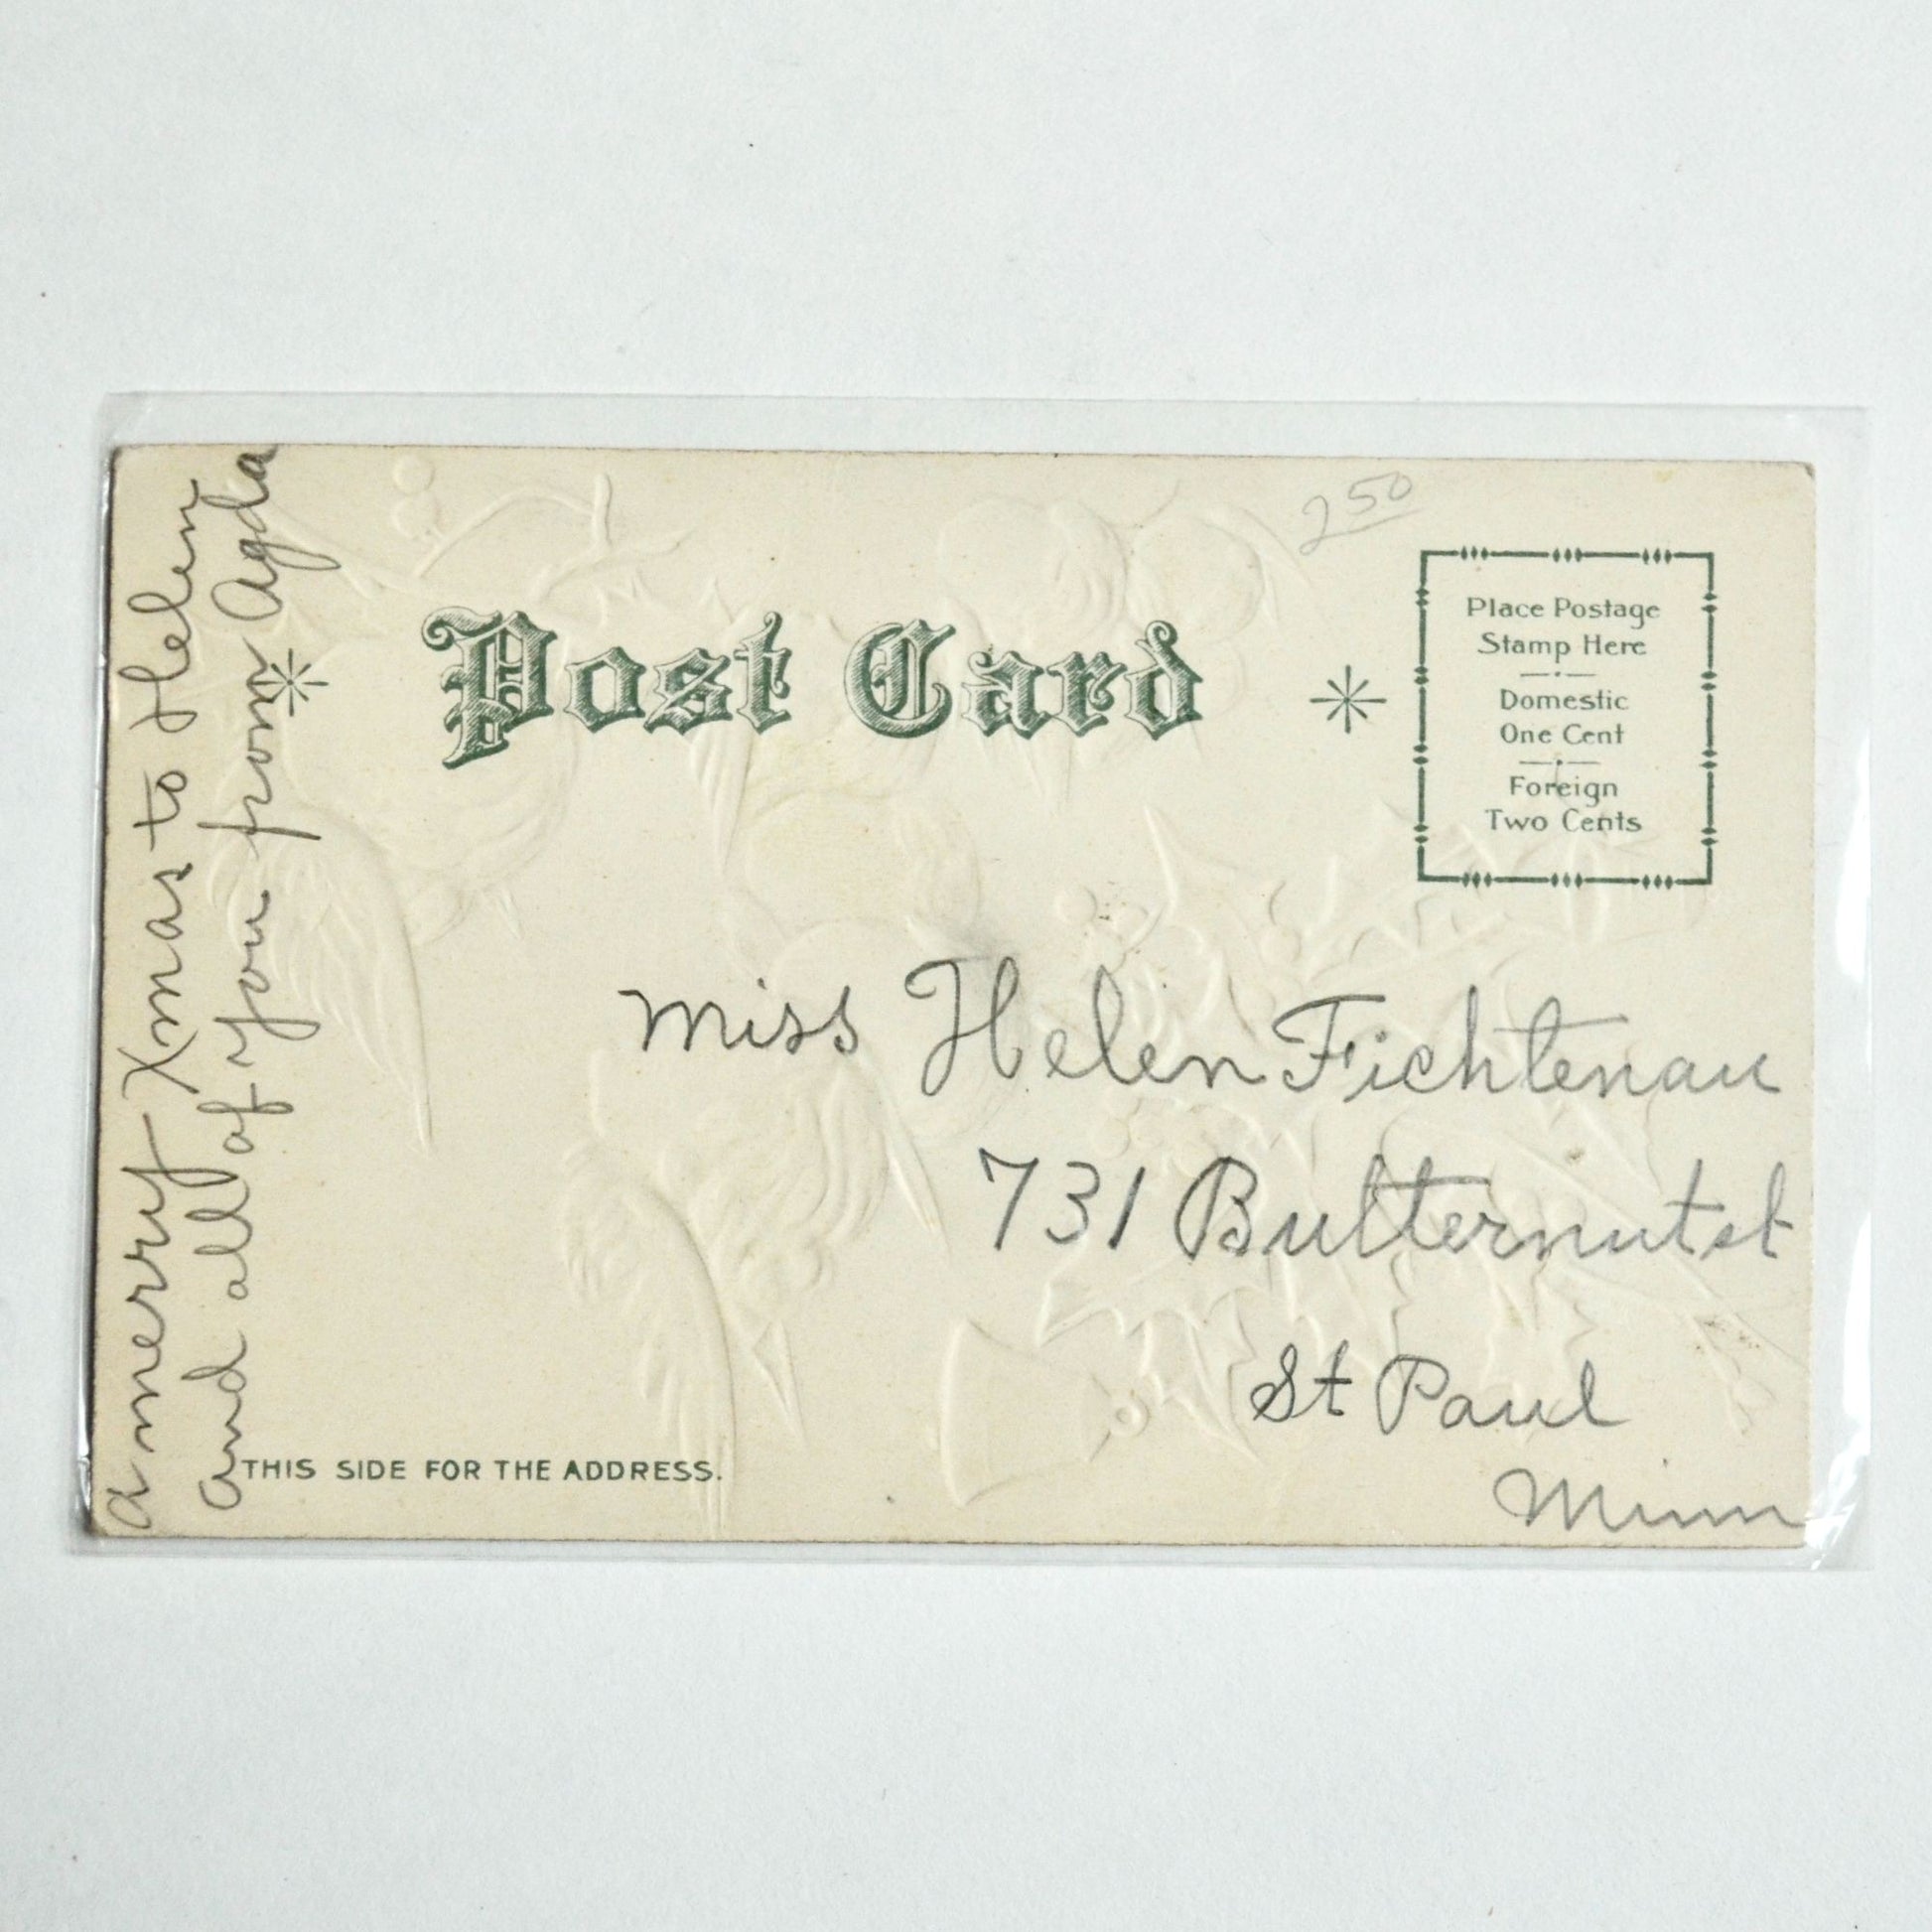 a merry Xmas to Helen
and all of you from Agda
250
Post Card
Place Postage
Stamp Here
Domestic
One Cent
Foreign
Two Cents
Miss Helen Fichtenau
731 Butternut st
St Paul
Minn
THIS SIDE FOR THE ADDRESS.